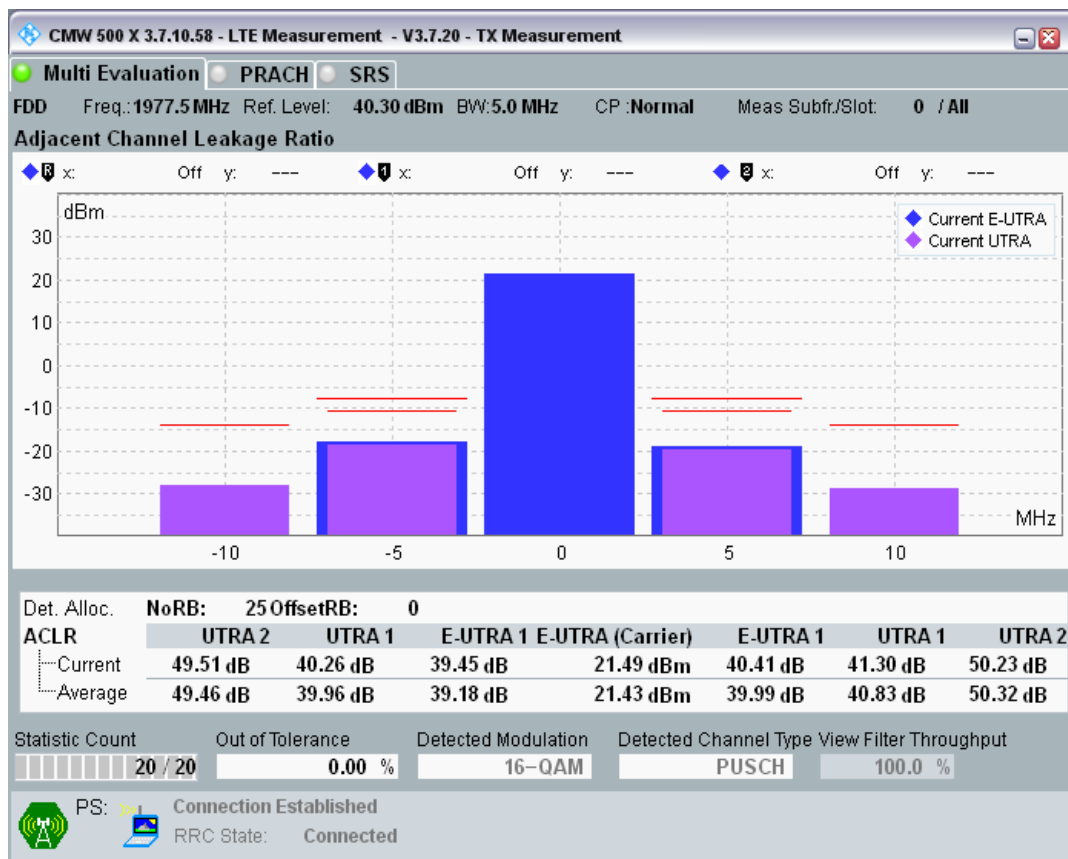 CMW 500 X 3.7.10.58 - LTE Measurement - V3.7.20 - TX Measurement
Multi Evaluation PRACH SRS
FDD Freq.:1977.5 MHz Ref. Level: 40.30 dBm BW:5.0 MHz CP :Normal Meas Subfr./Slot: 0 / All
Adjacent Channel Leakage Ratio
R x: Off y: --- 1 x: Off y: --- 2 x: Off y: ---
dBm
Current E-UTRA
Current UTRA
30
20
10
0
-10
-20
-30
MHz
-10 -5 0 5 10
Det. Alloc. NoRB: 25 OffsetRB: 0
ACLR UTRA 2 UTRA 1 E-UTRA 1 E-UTRA (Carrier) E-UTRA 1 UTRA 1 UTRA 2
Current 49.51 dB 40.26 dB 39.45 dB 21.49 dBm 40.41 dB 41.30 dB 50.23 dB
Average 49.46 dB 39.96 dB 39.18 dB 21.43 dBm 39.99 dB 40.83 dB 50.32 dB
Statistic Count Out of Tolerance Detected Modulation Detected Channel Type View Filter Throughput
20 / 20 0.00 % 16-QAM PUSCH 100.0 %
PS: Connection Established
RRC State: Connected